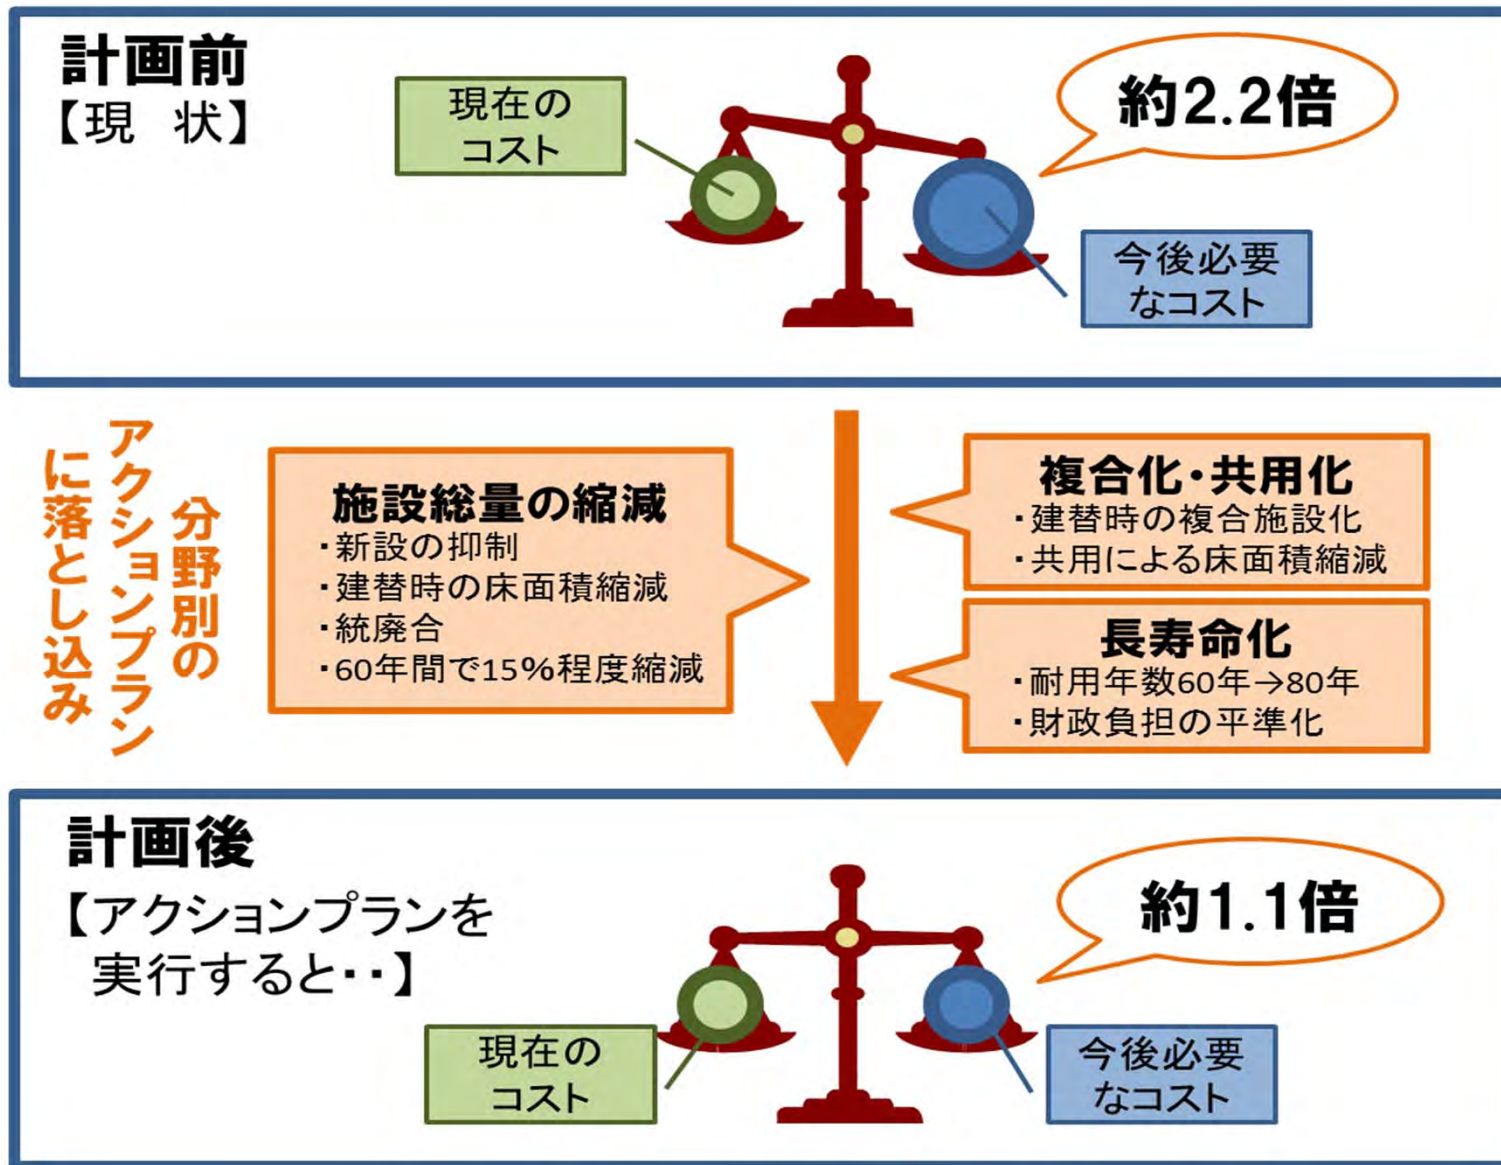 計画前
【現　状】
現在の
コスト
約2.2倍
今後必要
なコスト
分野別の
アクションプラン
に落とし込み
施設総量の縮減
・新設の抑制
・建替時の床面積縮減
・統廃合
・60年間で15%程度縮減
複合化・共用化
・建替時の複合施設化
・共用による床面積縮減
長寿命化
・耐用年数60年→80年
・財政負担の平準化
計画後
【アクションプランを
実行すると・・】
約1.1倍
現在の
コスト
今後必要
なコスト